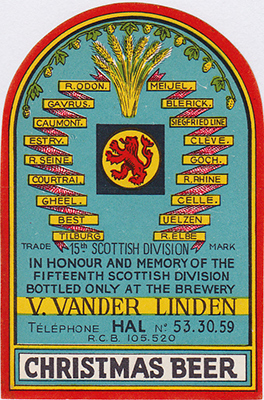 R. ODON.
MEIJEL,
GAVRUS.
BLERICK.
CAUMONT.
SIEGFRIED LINE
ESTRY.
CLEVE.
R. SEINE.
GOCH.
COURTRAI.
R. RHINE
GHEEL.
CELLE.
BEST
UELZEN
TILBURG
R. ELBE.
TRADE 15th SCOTTISH DIVISION MARK
IN HONOUR AND MEMORY OF THE
FIFTEENTH SCOTTISH DIVISION
BOTTLED ONLY AT THE BREWERY
V. VANDER LINDEN
TÉLÉPHONE HAL No 53.30.59
R.C.B. 105.520
CHRISTMAS BEER